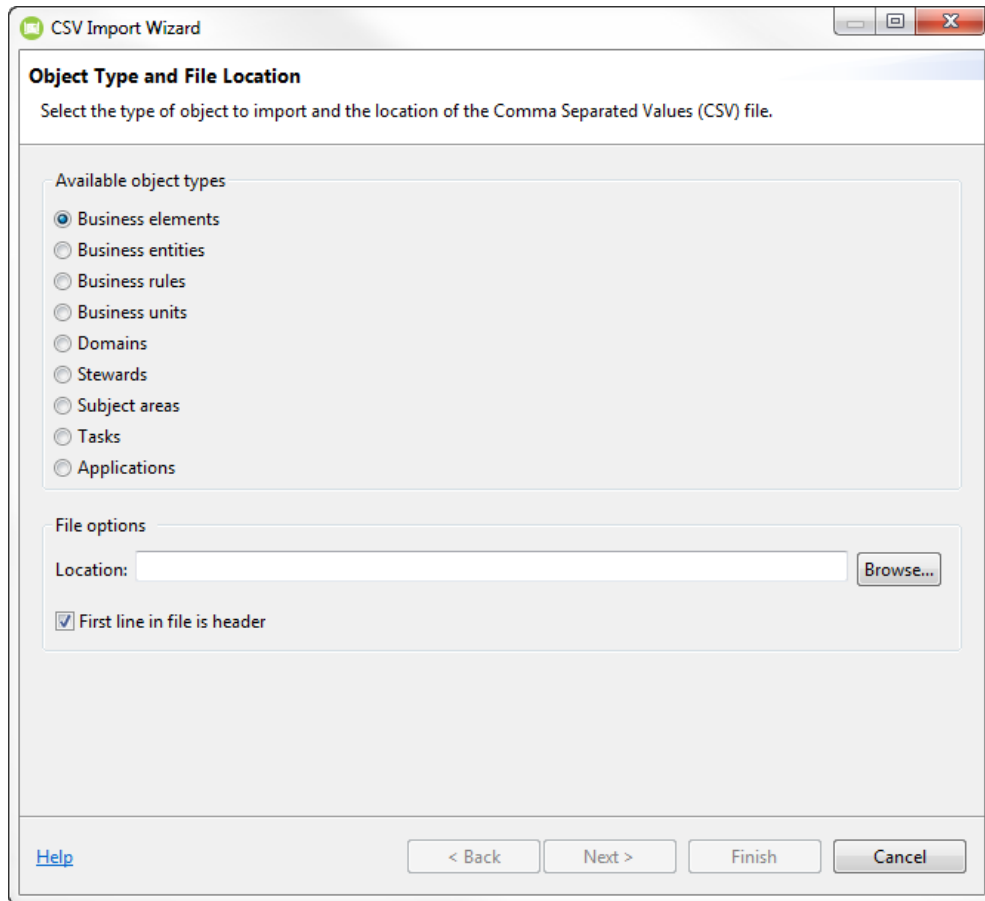 CSV Import Wizard
Object Type and File Location
Select the type of object to import and the location of the Comma Separated Values (CSV) file.
Available object types
Business elements
Business entities
Business rules
Business units
Domains
Stewards
Subject areas
Tasks
Applications
File options
Location:
Browse...
First line in file is header
Help
< Back
Next >
Finish
Cancel